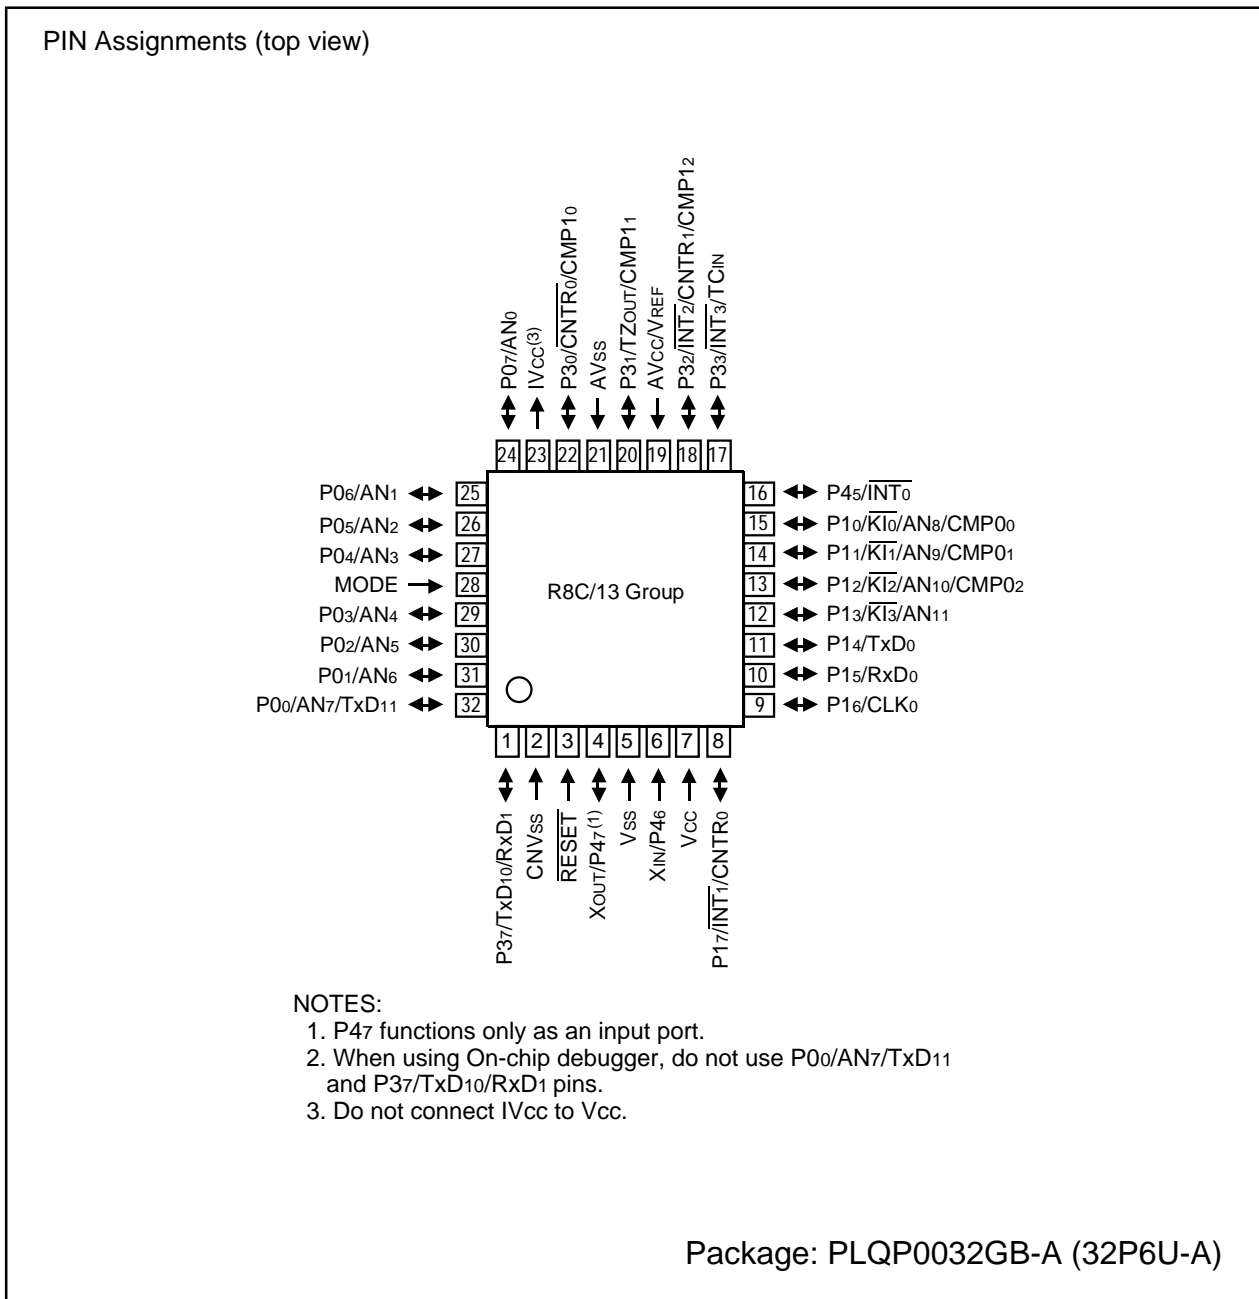 PIN Assignments (top view)
P07/AN0
IVcc(3)
P30/CNTR0/CMP10
AVss
P31/TZOUT/CMP11
AVcc/VREF
P32/INT2/CNTR1/CMP12
P33/INT3/TCIN
24 23 22 21 20 19 18 17
P06/AN1 25
P05/AN2 26
P04/AN3 27
MODE 28
P03/AN4 29
P02/AN5 30
P01/AN6 31
P00/AN7/TxD11 32
R8C/13 Group
16 P45/INT0
15 P10/KI0/AN8/CMP00
14 P11/KI1/AN9/CMP01
13 P12/KI2/AN10/CMP02
12 P13/KI3/AN11
11 P14/TxD0
10 P15/RxD0
9 P16/CLK0
1 2 3 4 5 6 7 8
P37/TxD10/RxD1
CNVss
RESET
XOUT/P47(1)
Vss
XIN/P46
Vcc
P17/INT1/CNTR0
NOTES:
1. P47 functions only as an input port.
2. When using On-chip debugger, do not use P00/AN7/TxD11
and P37/TxD10/RxD1 pins.
3. Do not connect IVcc to Vcc.
Package: PLQP0032GB-A (32P6U-A)